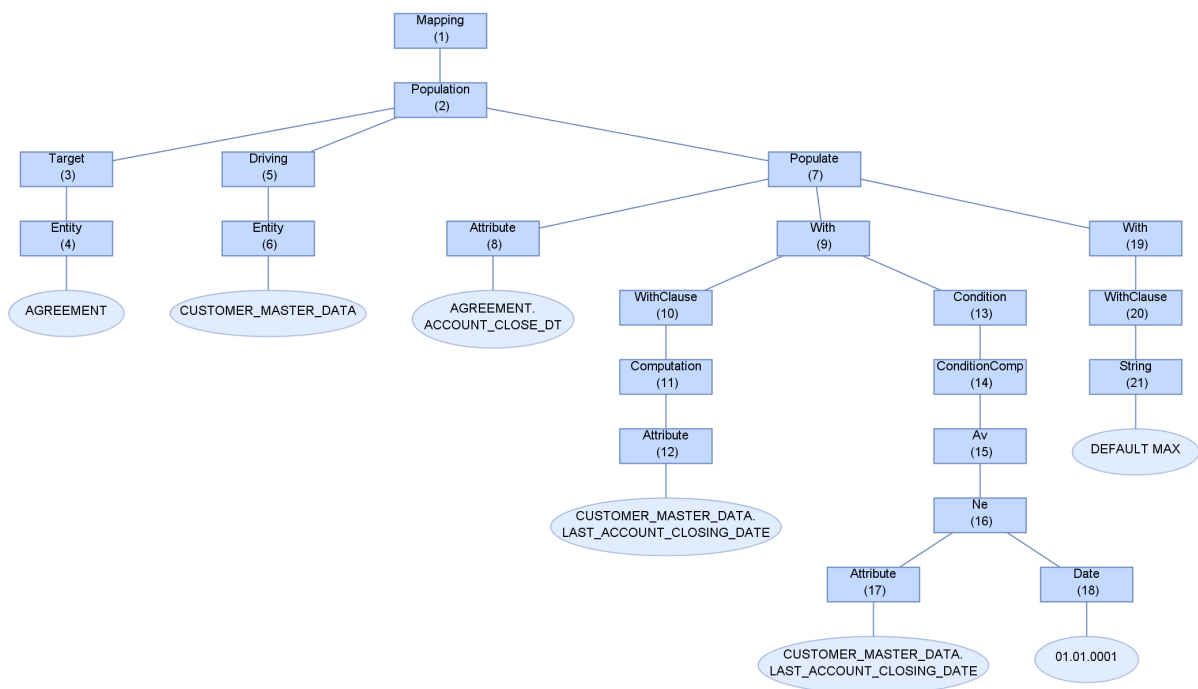 Mapping
(1)
Population
(2)
Target
(3)
Driving
(5)
Populate
(7)
Entity
(4)
Entity
(6)
Attribute
(8)
With
(9)
With
(19)
AGREEMENT
CUSTOMER_MASTER_DATA
AGREEMENT.
ACCOUNT_CLOSE_DT
WithClause
(10)
Condition
(13)
WithClause
(20)
Computation
(11)
ConditionComp
(14)
String
(21)
Attribute
(12)
Av
(15)
DEFAULT MAX
CUSTOMER_MASTER_DATA.
LAST_ACCOUNT_CLOSING_DATE
Ne
(16)
Attribute
(17)
Date
(18)
CUSTOMER_MASTER_DATA.
LAST_ACCOUNT_CLOSING_DATE
01.01.0001